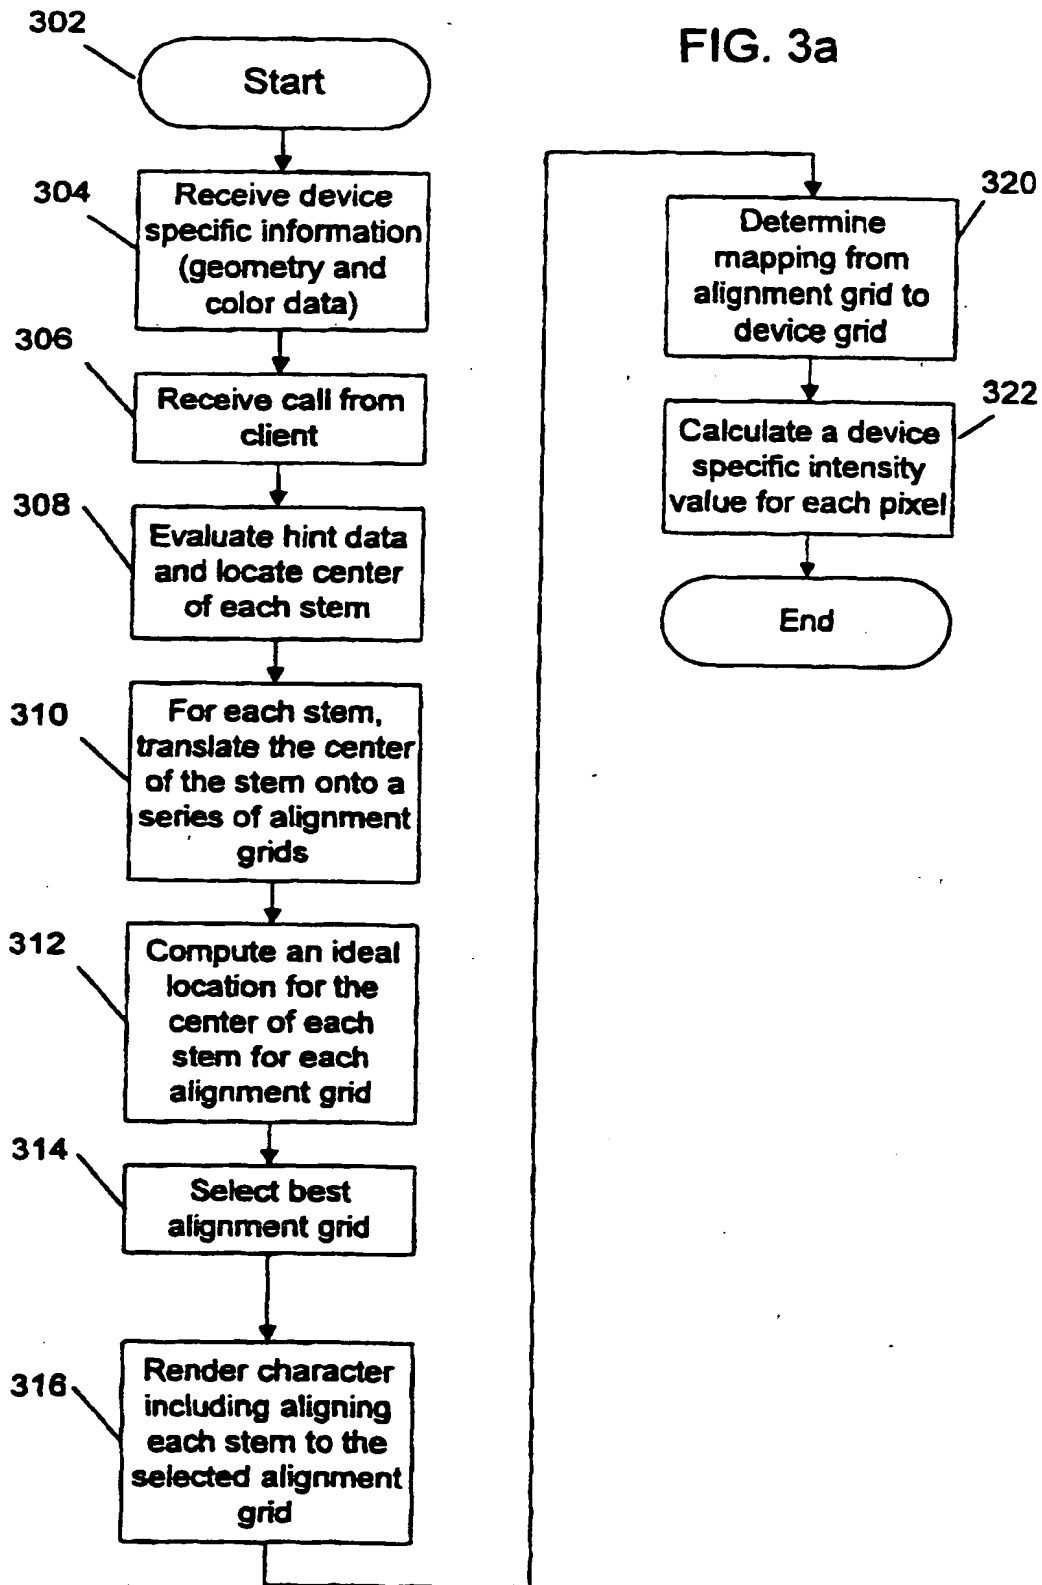 FIG. 3a
302
Start
304
Receive device
specific information
(geometry and
color data)
306
Receive call from
client
308
Evaluate hint data
and locate center
of each stem
310
For each stem,
translate the center
of the stem onto a
series of alignment
grids
312
Compute an ideal
location for the
center of each
stem for each
alignment grid
314
Select best
alignment grid
316
Render character
including aligning
each stem to the
selected alignment
grid
320
Determine
mapping from
alignment grid to
device grid
322
Calculate a device
specific intensity
value for each pixel
End